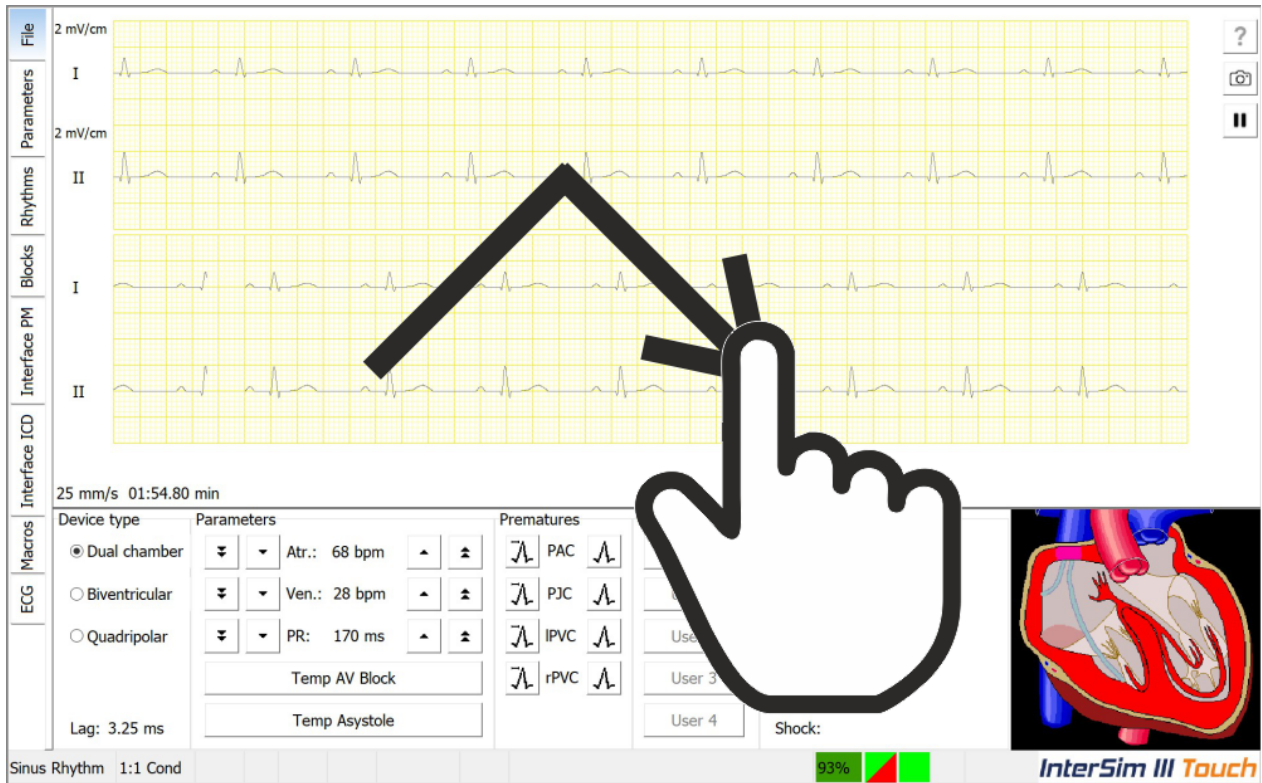 File
Parameters
Rhythms
Blocks
Interface PM
Interface ICD
Macros
ECG
2 mV/cm
I
2 mV/cm
II
I
II
25 mm/s 01:54.80 min
?
Device type
Dual chamber
Biventricular
Quadripolar
Lag: 3.25 ms
Parameters
Atr.: 68 bpm
Ven.: 28 bpm
PR: 170 ms
Temp AV Block
Temp Asystole
Prematures
PAC
PJC
lPVC
rPVC
User 3
User 4
Shock:
Sinus Rhythm 1:1 Cond
93%
InterSim III Touch